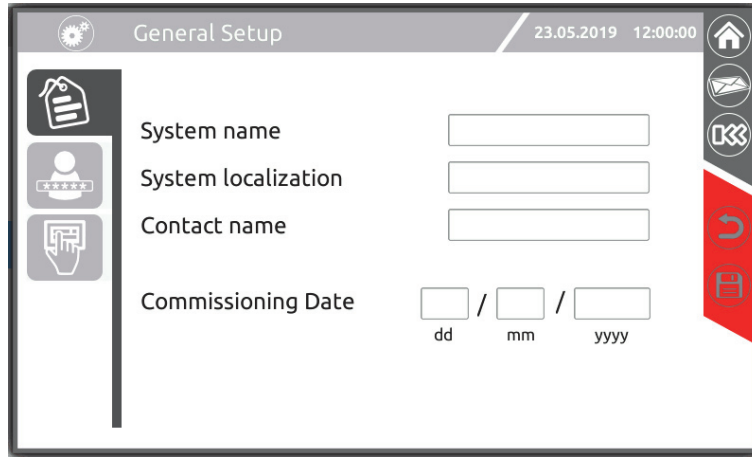 General Setup
23.05.2019 12:00:00
System name
System localization
Contact name
Commissioning Date
/ /
dd mm yyyy
*****